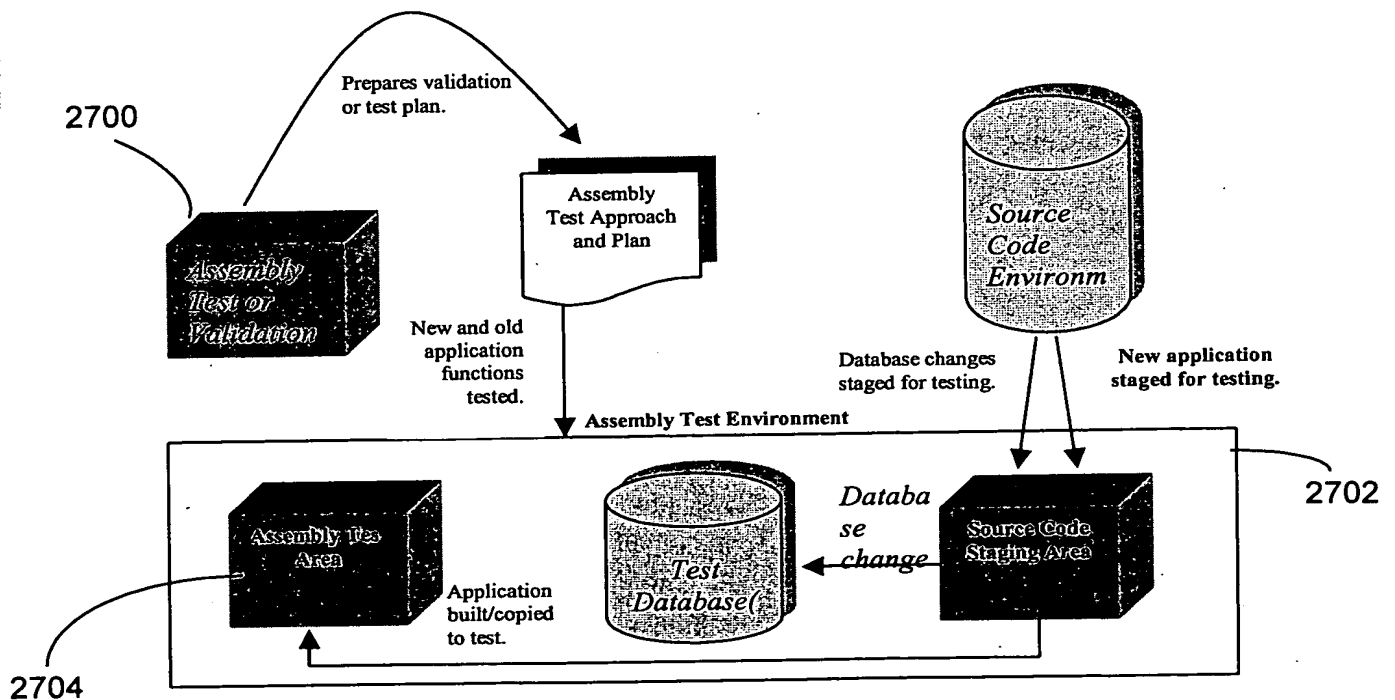 Prepares validation
or test plan.
2700
Assembly
Test Approach
and Plan
Source
Code
Environm
Assembly
Test or
Validation
New and old
application
functions
tested.
Database changes
staged for testing.
New application
staged for testing.
Assembly Test Environment
2702
Assembly Tes
Area
Test
Database(
Databa
se
change
Source Code
Staging Area
Application
built/copied
to test.
2704